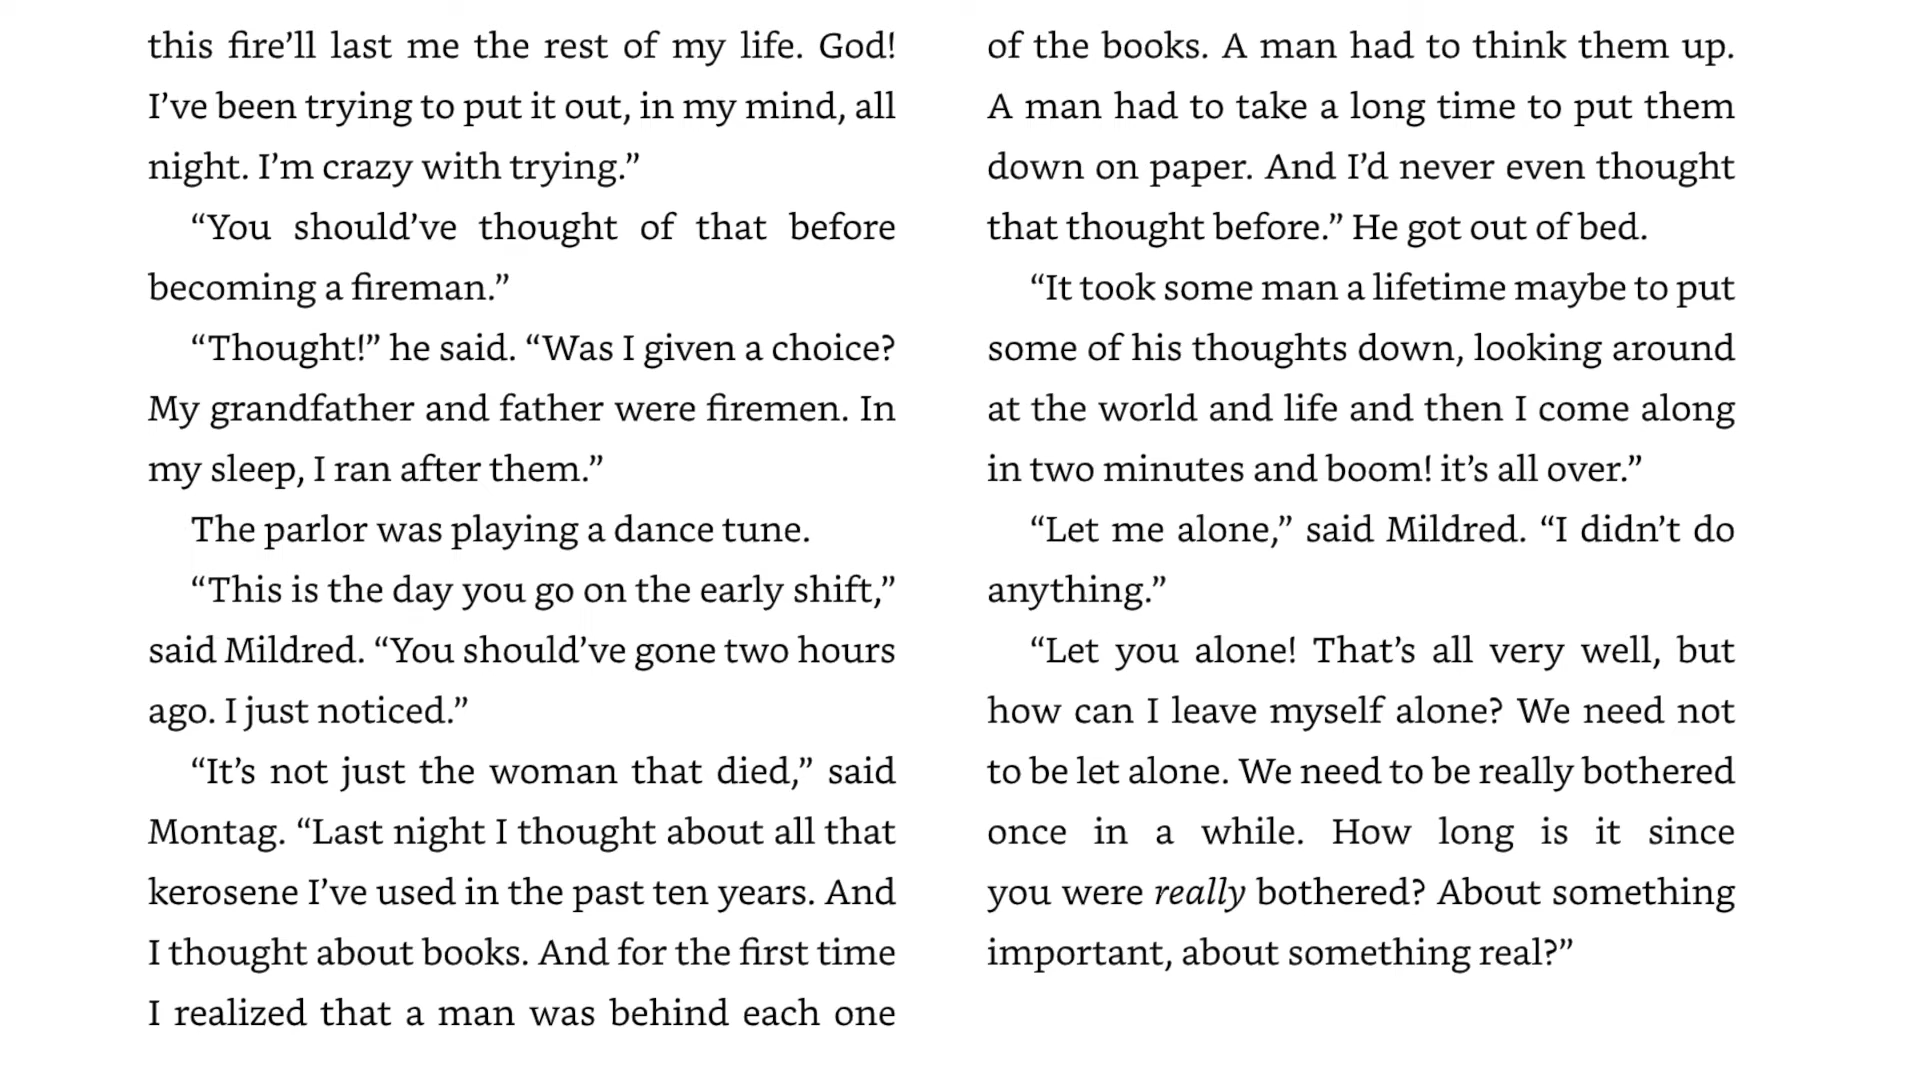 this fire’ll last me the rest of my life. God!
I’ve been trying to put it out, in my mind, all
night. I’m crazy with trying.”
“You should’ve thought of that before
becoming a fireman.”
“Thought!” he said. “Was I given a choice?
My grandfather and father were firemen. In
my sleep, I ran after them.”
The parlor was playing a dance tune.
“This is the day you go on the early shift,”
said Mildred. “You should’ve gone two hours
ago. I just noticed.”
“It’s not just the woman that died,” said
Montag. “Last night I thought about all that
kerosene I’ve used in the past ten years. And
I thought about books. And for the first time
I realized that a man was behind each one
of the books. A man had to think them up.
A man had to take a long time to put them
down on paper. And I’d never even thought
that thought before.” He got out of bed.
“It took some man a lifetime maybe to put
some of his thoughts down, looking around
at the world and life and then I come along
in two minutes and boom! it’s all over.”
“Let me alone,” said Mildred. “I didn’t do
anything.”
“Let you alone! That’s all very well, but
how can I leave myself alone? We need not
to be let alone. We need to be really bothered
once in a while. How long is it since
you were really bothered? About something
important, about something real?”